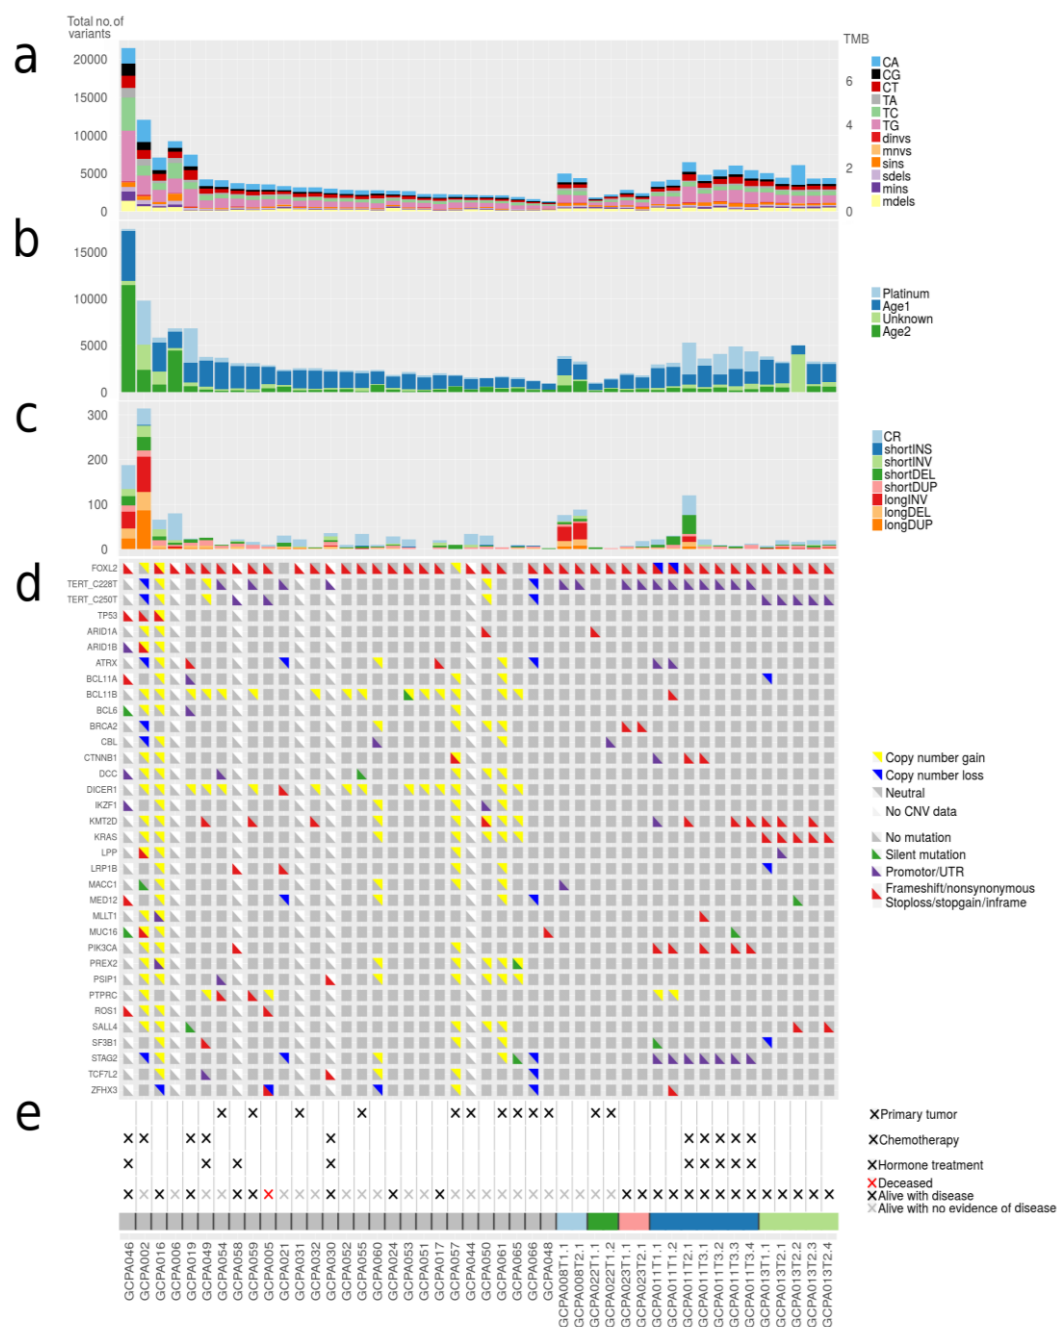 Total no. of
variants
a
20000
15000
10000
5000
0
TMB
6
4
2
0
CA
CG
CT
TA
TC
TG
dinvs
mnvs
sins
sdels
mins
mdels
b
15000
10000
5000
0
Platinum
Age1
Unknown
Age2
c
300
200
100
0
CR
shortINS
shortINV
shortDEL
shortDUP
longINV
longDEL
longDUP
d
FOXL2
TERT_C228T
TERT_C250T
TP53
ARID1A
ARID1B
ATRX
BCL11A
BCL11B
BCL6
BRCA2
CBL
CTNNB1
DCC
DICER1
IKZF1
KMT2D
KRAS
LPP
LRP1B
MACC1
MED12
MLLT1
MUC16
PIK3CA
PREX2
PSIP1
PTPRC
ROS1
SALL4
SF3B1
STAG2
TCF7L2
ZFHX3
Copy number gain
Copy number loss
Neutral
No CNV data
No mutation
Silent mutation
Promotor/UTR
Frameshift/nonsynonymous
Stoploss/stopgain/inframe
e
Primary tumor
Chemotherapy
Hormone treatment
Deceased
Alive with disease
Alive with no evidence of disease
GCPA046
GCPA002
GCPA016
GCPA006
GCPA019
GCPA049
GCPA054
GCPA058
GCPA059
GCPA005
GCPA021
GCPA031
GCPA032
GCPA030
GCPA052
GCPA055
GCPA060
GCPA024
GCPA053
GCPA051
GCPA017
GCPA057
GCPA044
GCPA050
GCPA065
GCPA066
GCPA048
GCPA008T1.1
GCPA008T2.1
GCPA022T1.1
GCPA022T1.2
GCPA023T1.1
GCPA023T2.1
GCPA011T1.1
GCPA011T1.2
GCPA011T2.1
GCPA011T3.1
GCPA011T3.2
GCPA011T3.3
GCPA011T3.4
GCPA013T1.1
GCPA013T2.1
GCPA013T2.2
GCPA013T2.3
GCPA013T2.4